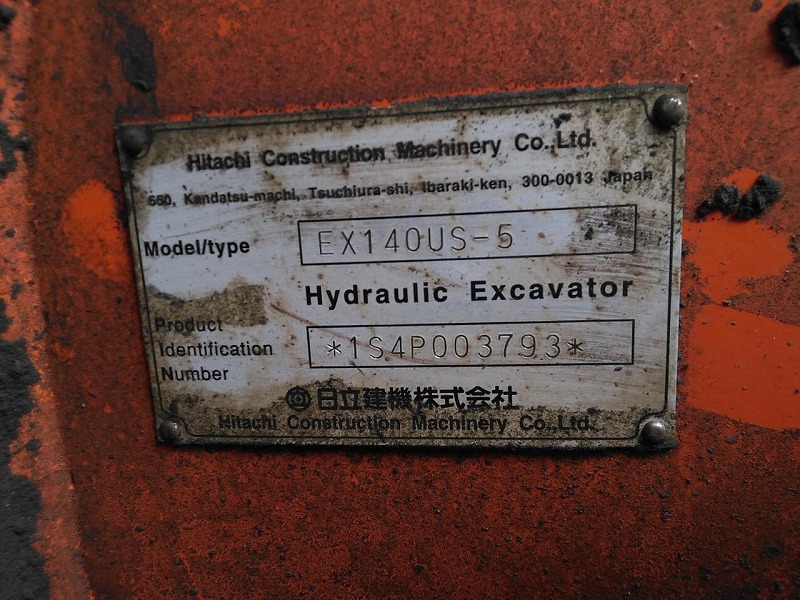 Hitachi Construction Machinery Co.,Ltd.
650, Kandatsu-machi, Tsuchiura-shi, Ibaraki-ken, 300-0013 Japan
Model/type EX140US-5
Hydraulic Excavator
Product
Identification
Number
*1S4P003793*
日立建機株式会社
Hitachi Construction Machinery Co.,Ltd.